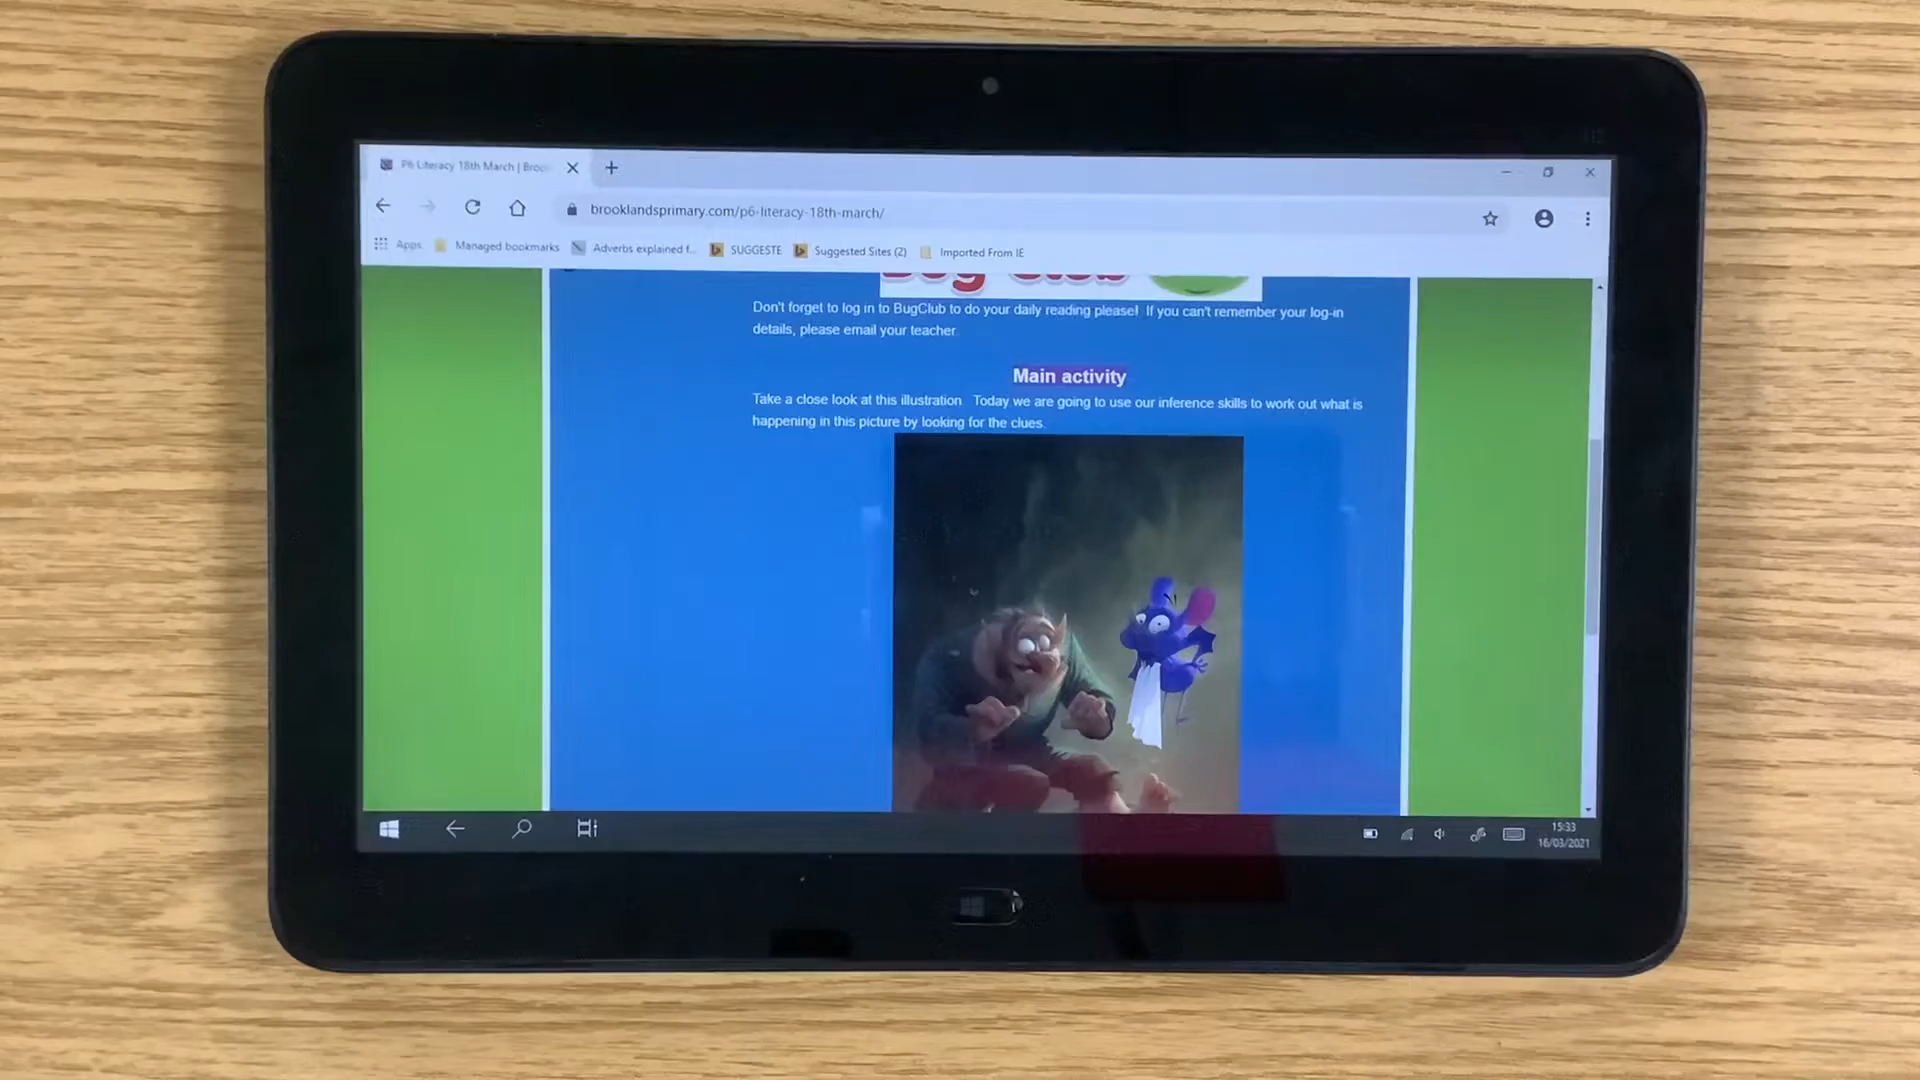 P6 Literacy 18th March | Broo
brooklandsprimary.com/p6-literacy-18th-march/
Apps Managed bookmarks Adverbs explained f... SUGGESTE Suggested Sites (2) Imported From IE
Don't forget to log in to BugClub to do your daily reading please! If you can't remember your log-in
details, please email your teacher.
Main activity
Take a close look at this illustration. Today we are going to use our inference skills to work out what is
happening in this picture by looking for the clues.
15:33
16/03/2021